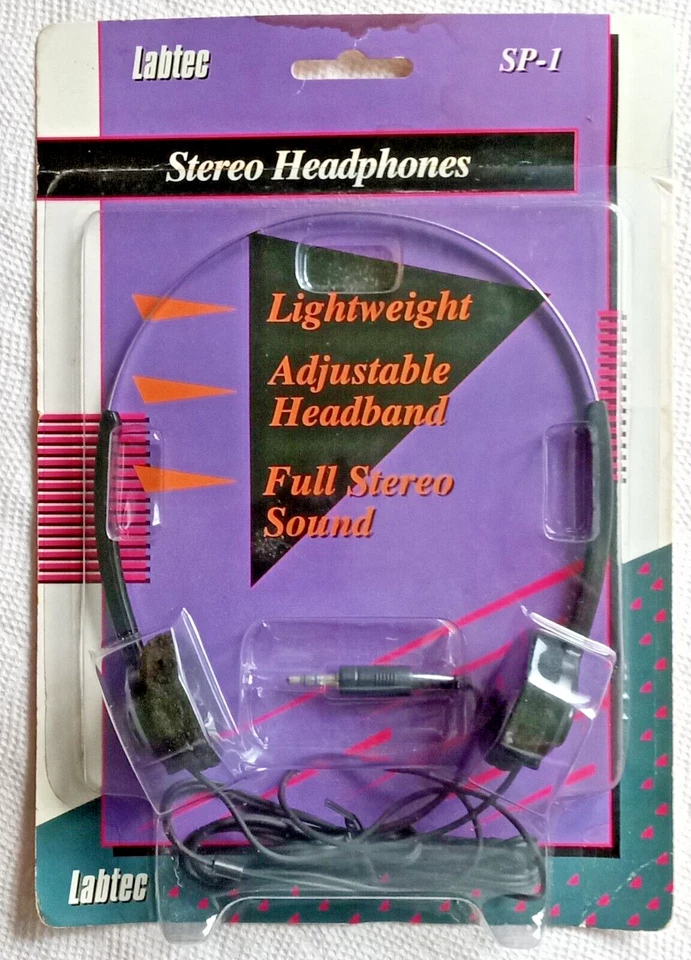 Labtec
SP-1
Stereo Headphones
Lightweight
Adjustable
Headband
Full Stereo
Sound
Labtec